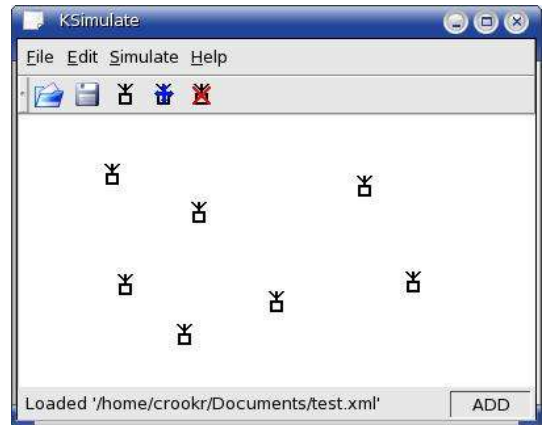 KSimulate
File Edit Simulate Help
Loaded '/home/crookr/Documents/test.xml'
ADD